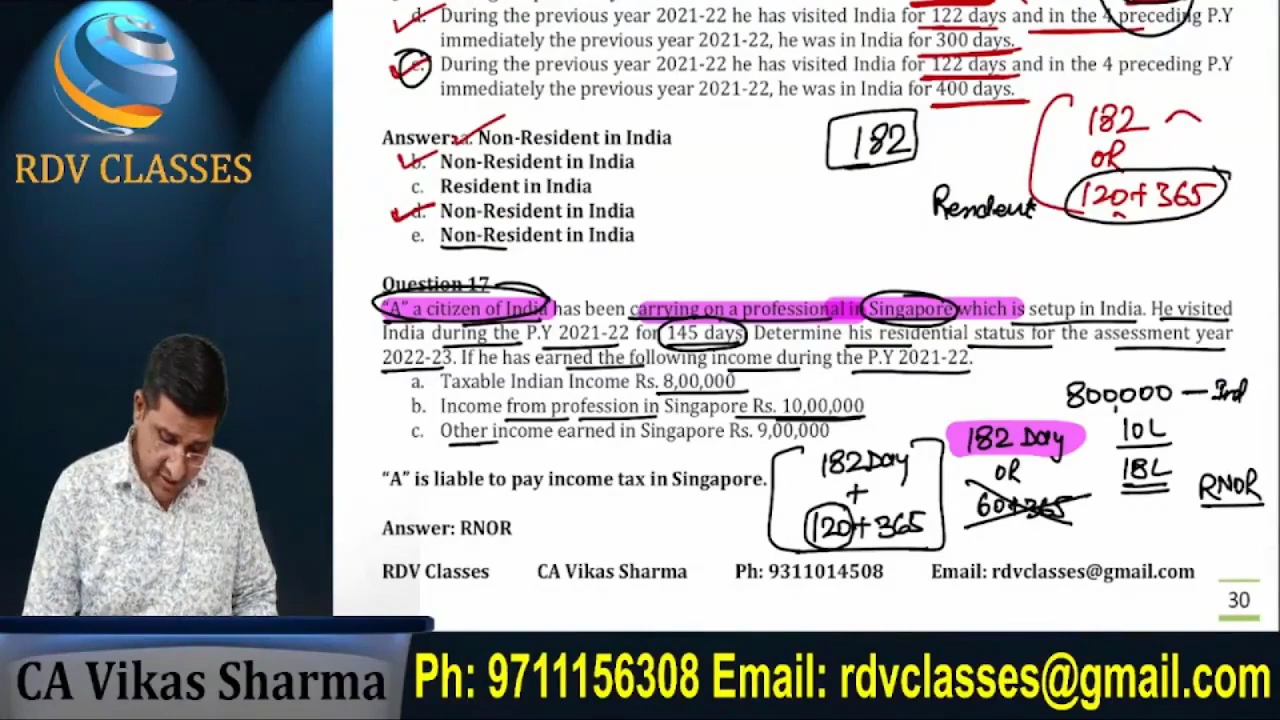 d. During the previous year 2021-22 he has visited India for 122 days and in the 4 preceding P.Y
immediately the previous year 2021-22, he was in India for 300 days.
e. During the previous year 2021-22 he has visited India for 122 days and in the 4 preceding P.Y
immediately the previous year 2021-22, he was in India for 400 days.
RDV CLASSES
182
182
OR
120+365
Resident
Answer: a. Non-Resident in India
b. Non-Resident in India
c. Resident in India
d. Non-Resident in India
e. Non-Resident in India
Question 17
"A" a citizen of India has been carrying on a professional in Singapore which is setup in India. He visited
India during the P.Y 2021-22 for 145 days. Determine his residential status for the assessment year
2022-23. If he has earned the following income during the P.Y 2021-22.
a. Taxable Indian Income Rs. 8,00,000
b. Income from profession in Singapore Rs. 10,00,000
c. Other income earned in Singapore Rs. 9,00,000
800000 — Ind
10L
18L
RNOR
182 Day
OR
60+365
182 Day
+
120+365
"A" is liable to pay income tax in Singapore.
Answer: RNOR
RDV Classes CA Vikas Sharma Ph: 9311014508 Email: rdvclasses@gmail.com
30
CA Vikas Sharma Ph: 9711156308 Email: rdvclasses@gmail.com